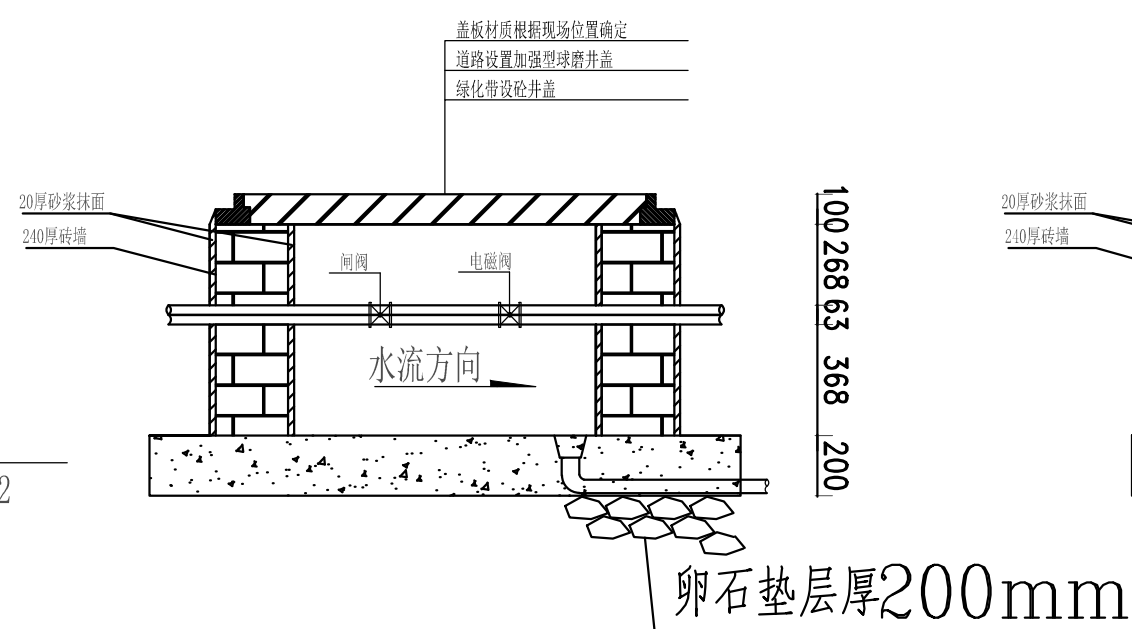 盖板材质根据现场位置确定
道路设置加强型球磨井盖
绿化带设砼井盖
20厚砂浆抹面
240厚砖墙
闸阀
电磁阀
水流方向
100
268
63
368
200
20厚砂浆抹面
240厚砖墙
2
卵石垫层厚200mm